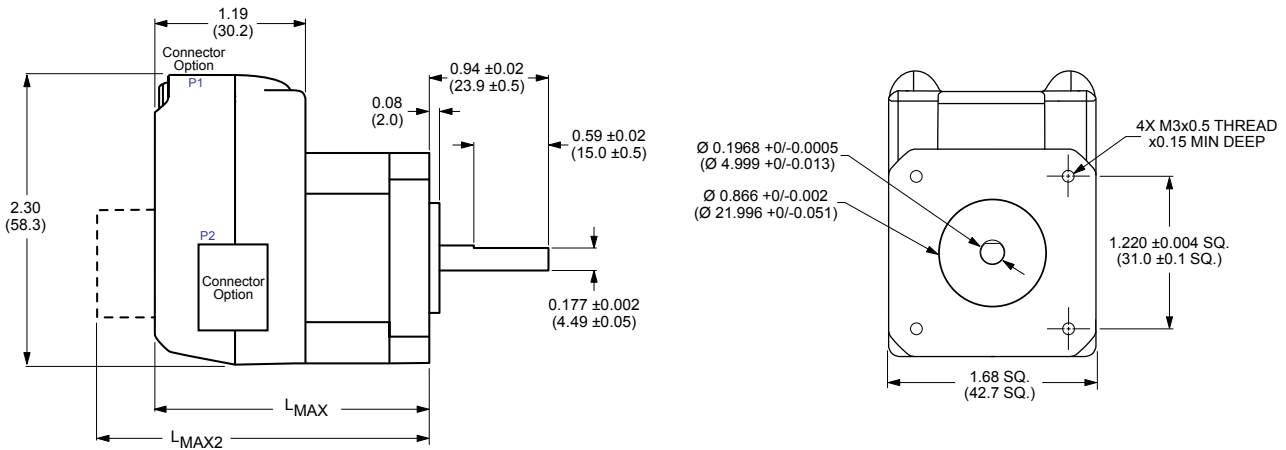 1.19
(30.2)
Connector
Option
P1
0.94 ±0.02
(23.9 ±0.5)
0.08
(2.0)
0.59 ±0.02
(15.0 ±0.5)
2.30
(58.3)
P2
Connector
Option
0.177 ±0.002
(4.49 ±0.05)
LMAX
LMAX2
4X M3x0.5 THREAD
x0.15 MIN DEEP
Ø 0.1968 +0/-0.0005
(Ø 4.999 +0/-0.013)
Ø 0.866 +0/-0.002
(Ø 21.996 +0/-0.051)
1.220 ±0.004 SQ.
(31.0 ±0.1 SQ.)
1.68 SQ.
(42.7 SQ.)